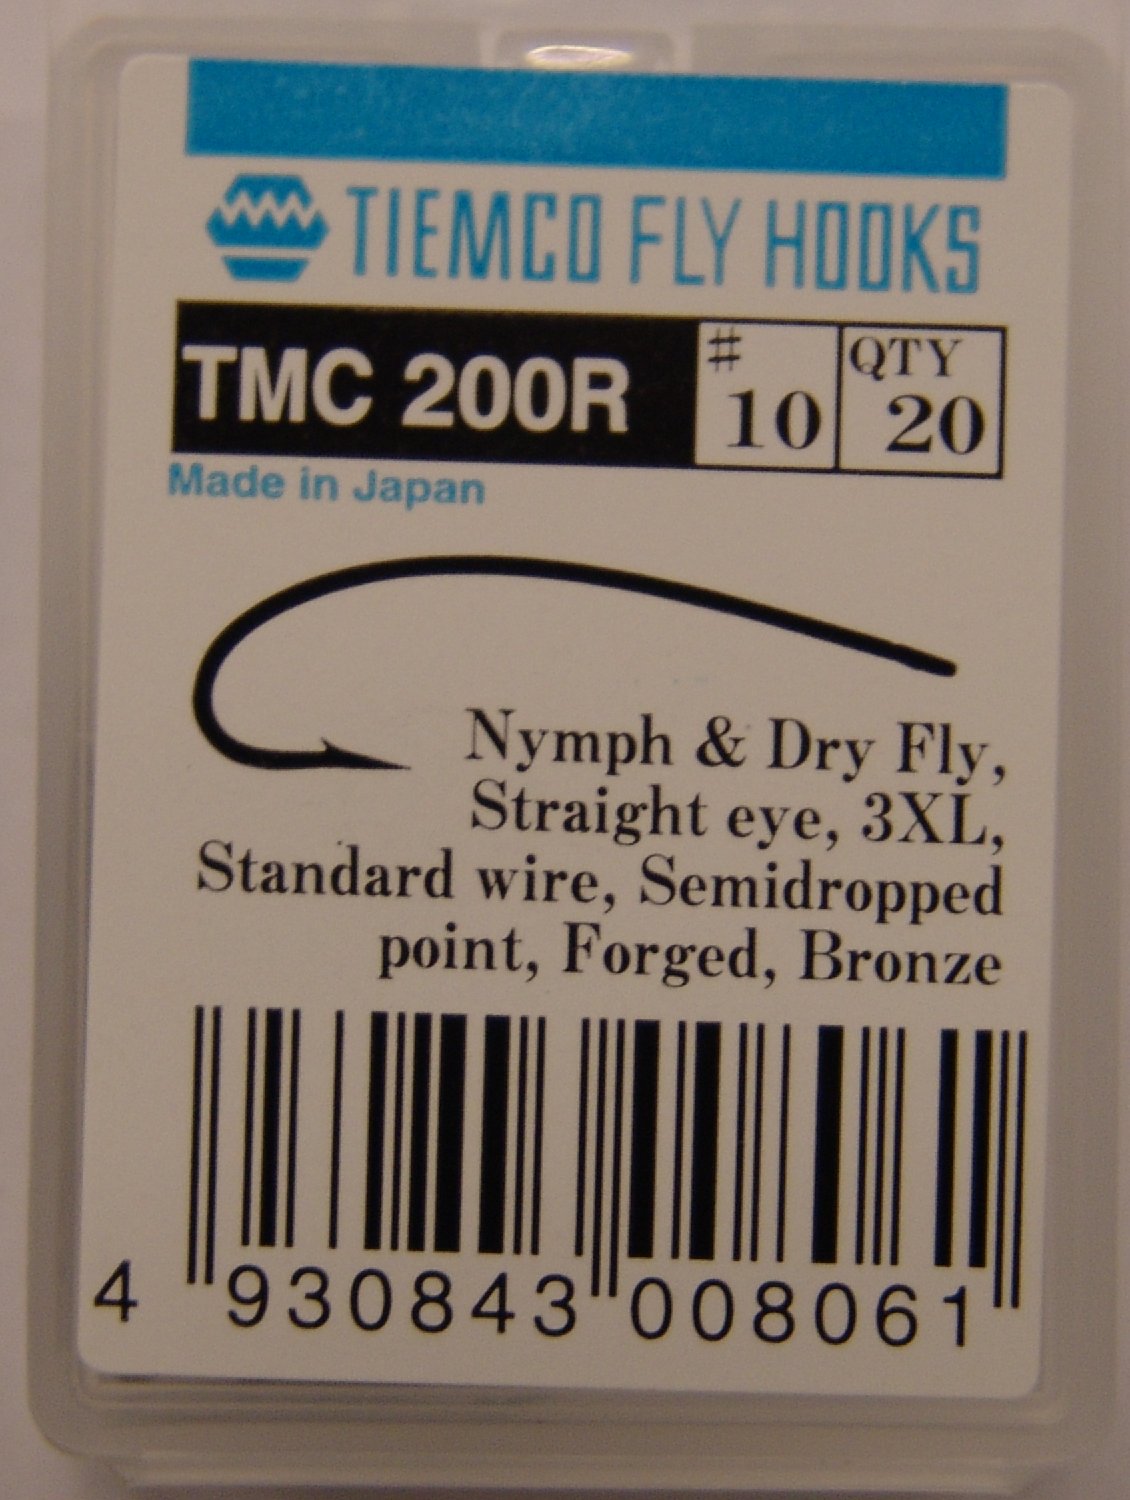 TIEMCO FLY HOOKS
TMC 200R
# 10
QTY 20
Made in Japan
Nymph & Dry Fly,
Straight eye, 3XL,
Standard wire, Semidropped
point, Forged, Bronze
4 930843 008061